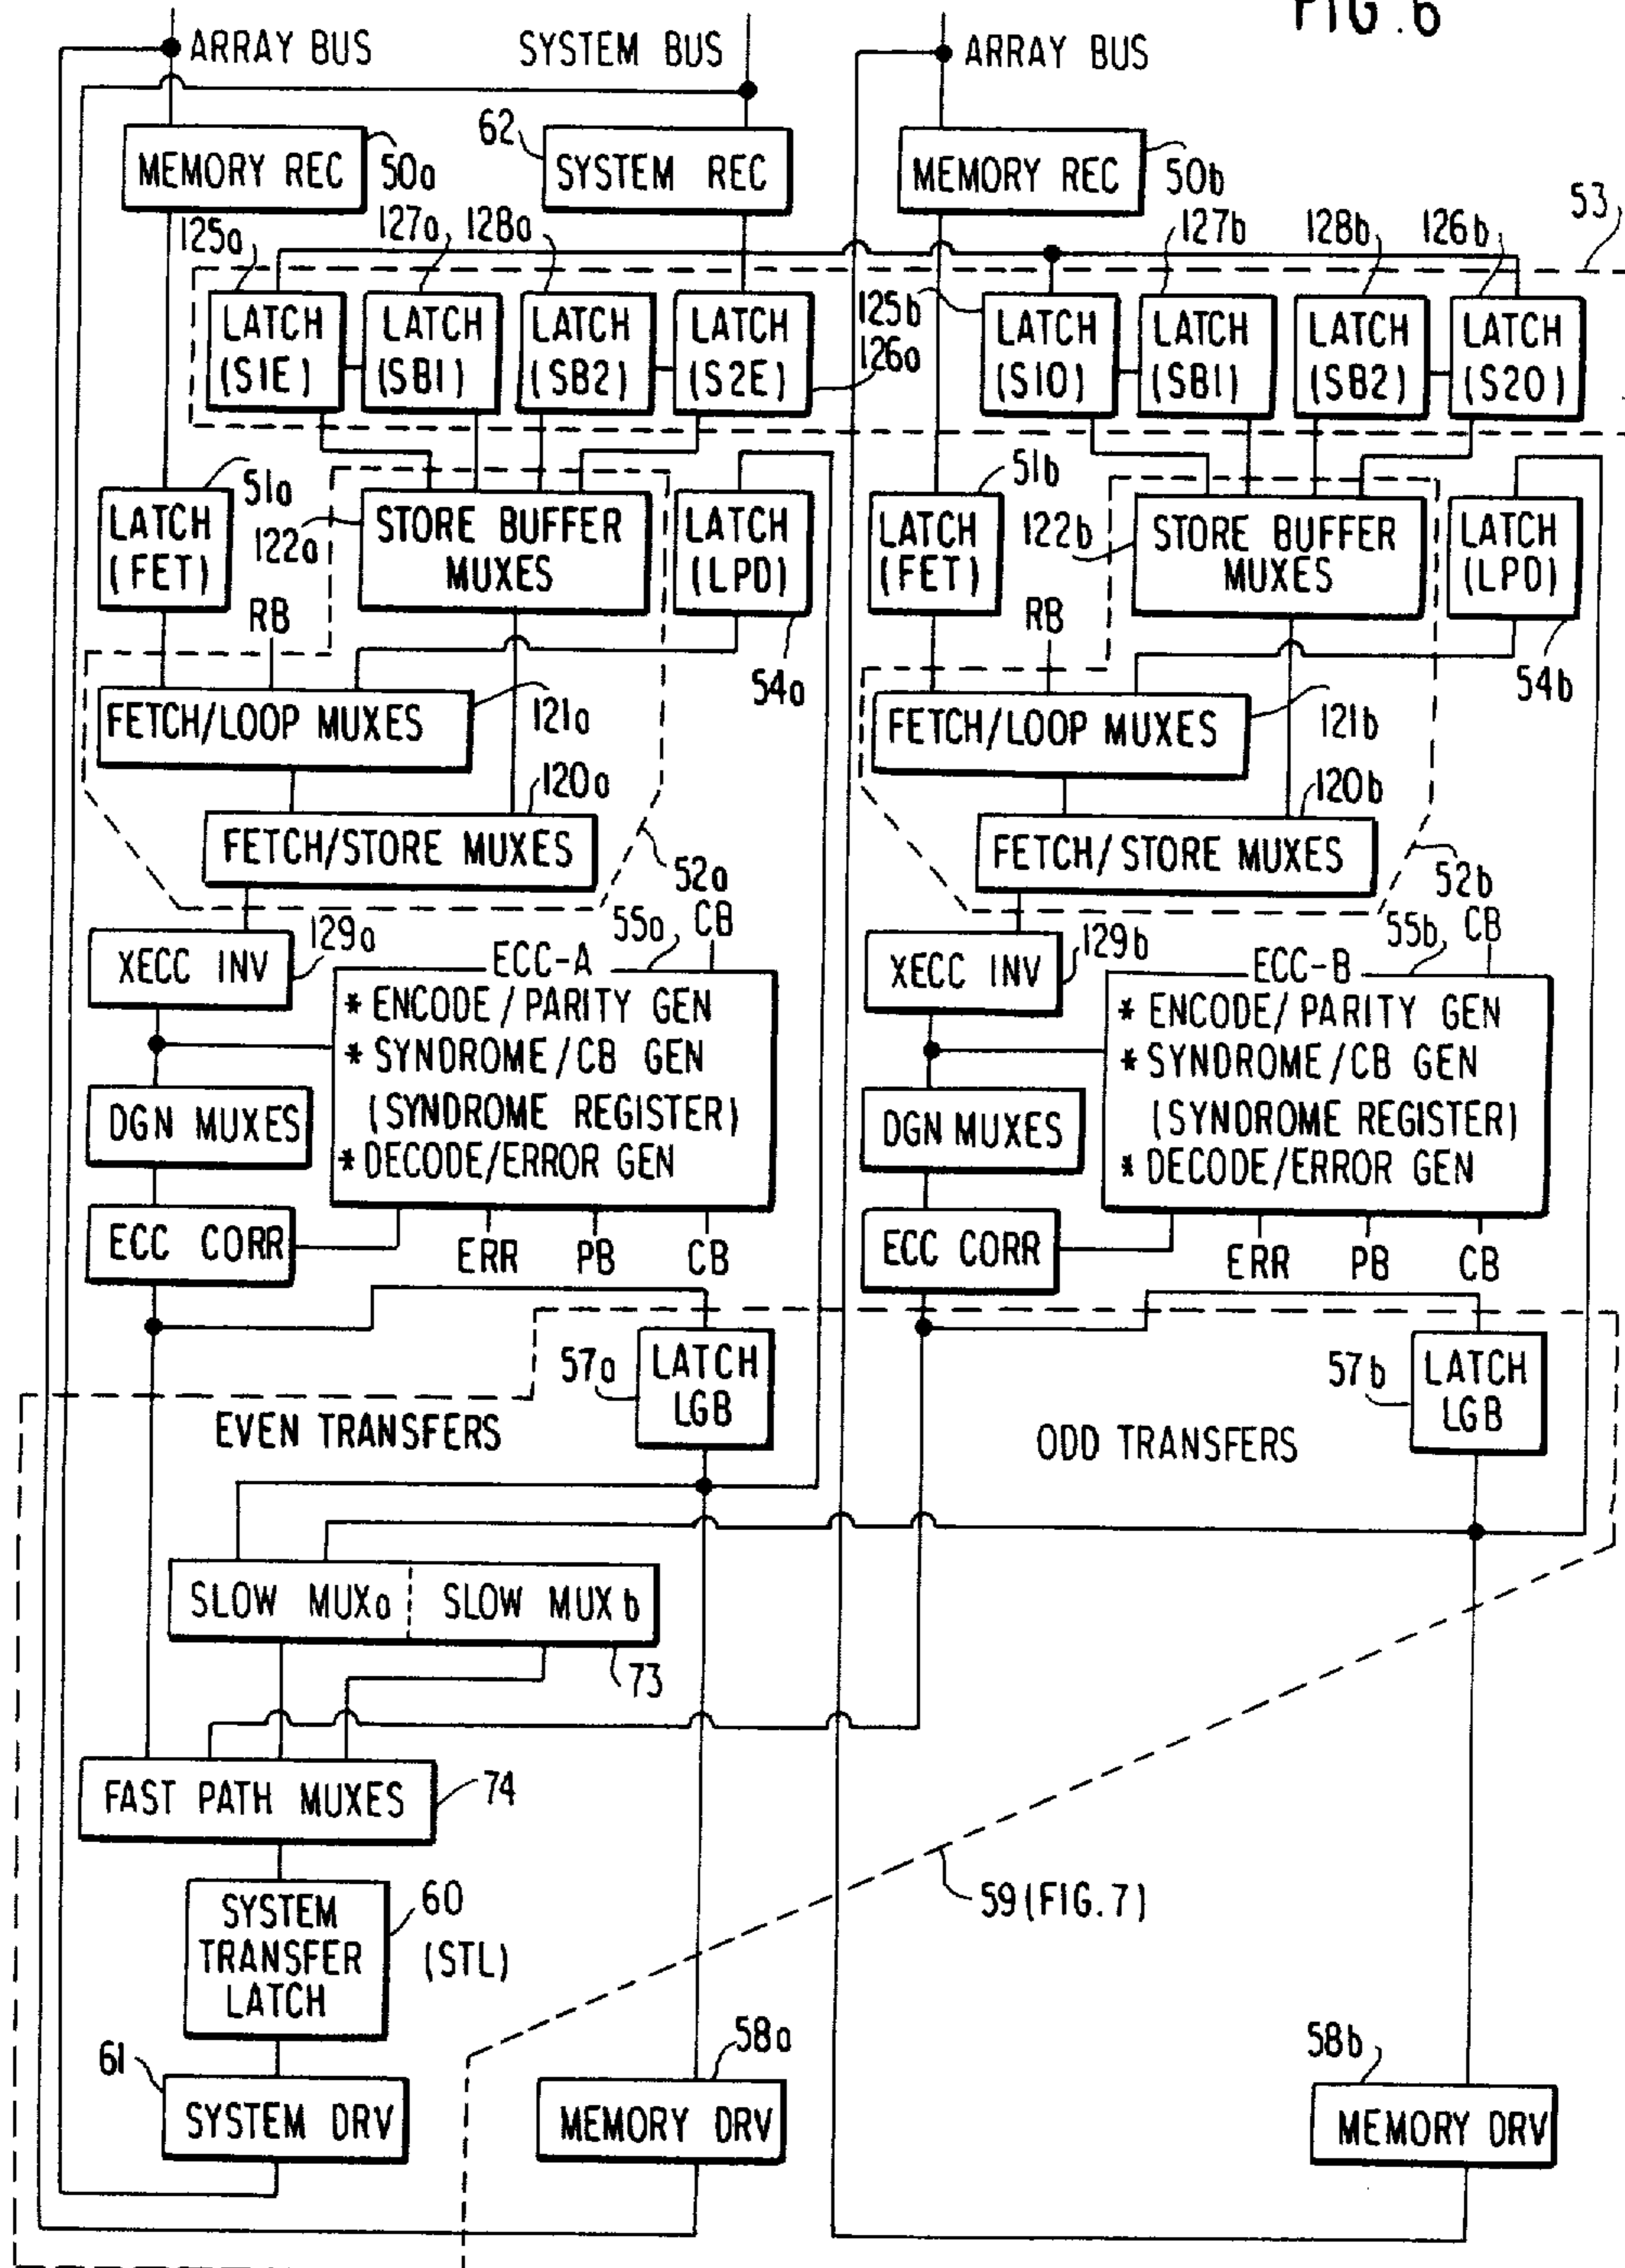 FIG.6
ARRAY BUS
SYSTEM BUS
ARRAY BUS
MEMORY REC
50a
62
SYSTEM REC
MEMORY REC
50b
53
125a
127a
128a
127b
128b
126b
LATCH
(S1E)
LATCH
(SB1)
LATCH
(SB2)
LATCH
(S2E)
125b
126a
LATCH
(S1O)
LATCH
(SB1)
LATCH
(SB2)
LATCH
(S2O)
51a
LATCH
(FET)
122a
STORE BUFFER
MUXES
LATCH
(LPD)
54a
RB
51b
LATCH
(FET)
122b
STORE BUFFER
MUXES
LATCH
(LPD)
54b
RB
FETCH/LOOP MUXES
121a
FETCH/LOOP MUXES
121b
120a
FETCH/STORE MUXES
52a
120b
FETCH/STORE MUXES
52b
XECC INV
129a
55a
CB
ECC-A
* ENCODE/PARITY GEN
* SYNDROME/CB GEN
(SYNDROME REGISTER)
* DECODE/ERROR GEN
XECC INV
129b
55b
CB
ECC-B
* ENCODE/PARITY GEN
* SYNDROME/CB GEN
(SYNDROME REGISTER)
* DECODE/ERROR GEN
DGN MUXES
DGN MUXES
ECC CORR
ERR
PB
CB
ECC CORR
ERR
PB
CB
57a
LATCH
LGB
57b
LATCH
LGB
EVEN TRANSFERS
ODD TRANSFERS
SLOW MUXa
SLOW MUXb
73
FAST PATH MUXES
74
SYSTEM
TRANSFER
LATCH
60
(STL)
59(FIG.7)
61
SYSTEM DRV
58a
MEMORY DRV
58b
MEMORY DRV